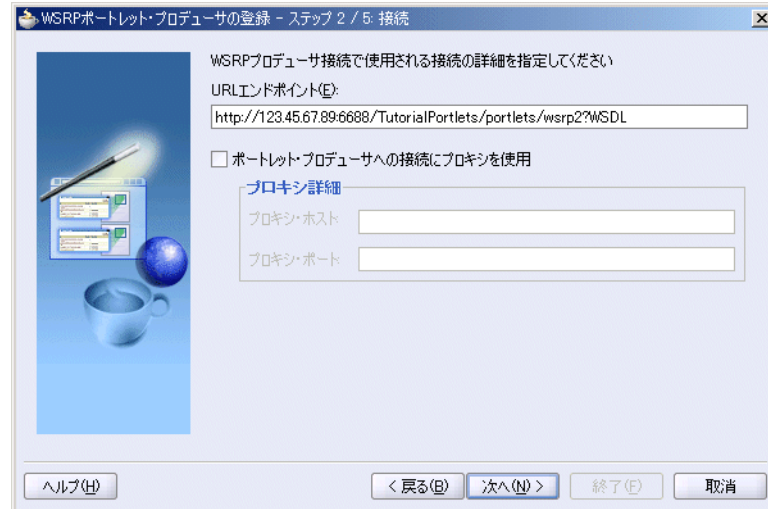 WSRPポートレット・プロデューサの登録 - ステップ 2 / 5: 接続
WSRPプロデューサ接続で使用される接続の詳細を指定してください
URLエンドポイント(E):
http://123.45.67.89:6688/TutorialPortlets/portlets/wsrp2?WSDL
ポートレット・プロデューサへの接続にプロキシを使用
プロキシ詳細
プロキシ・ホスト:
プロキシ・ポート:
ヘルプ(H)
< 戻る(B)
次へ(N) >
終了(F)
取消